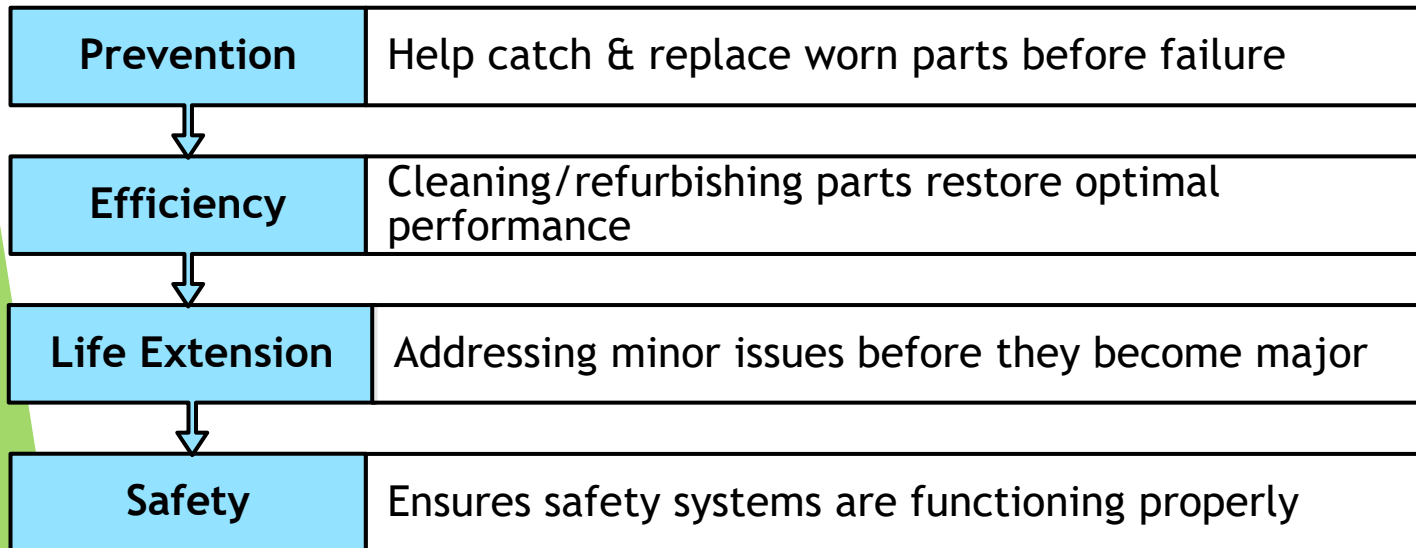 Prevention
Help catch & replace worn parts before failure
Efficiency
Cleaning/refurbishing parts restore optimal
performance
Life Extension
Addressing minor issues before they become major
Safety
Ensures safety systems are functioning properly